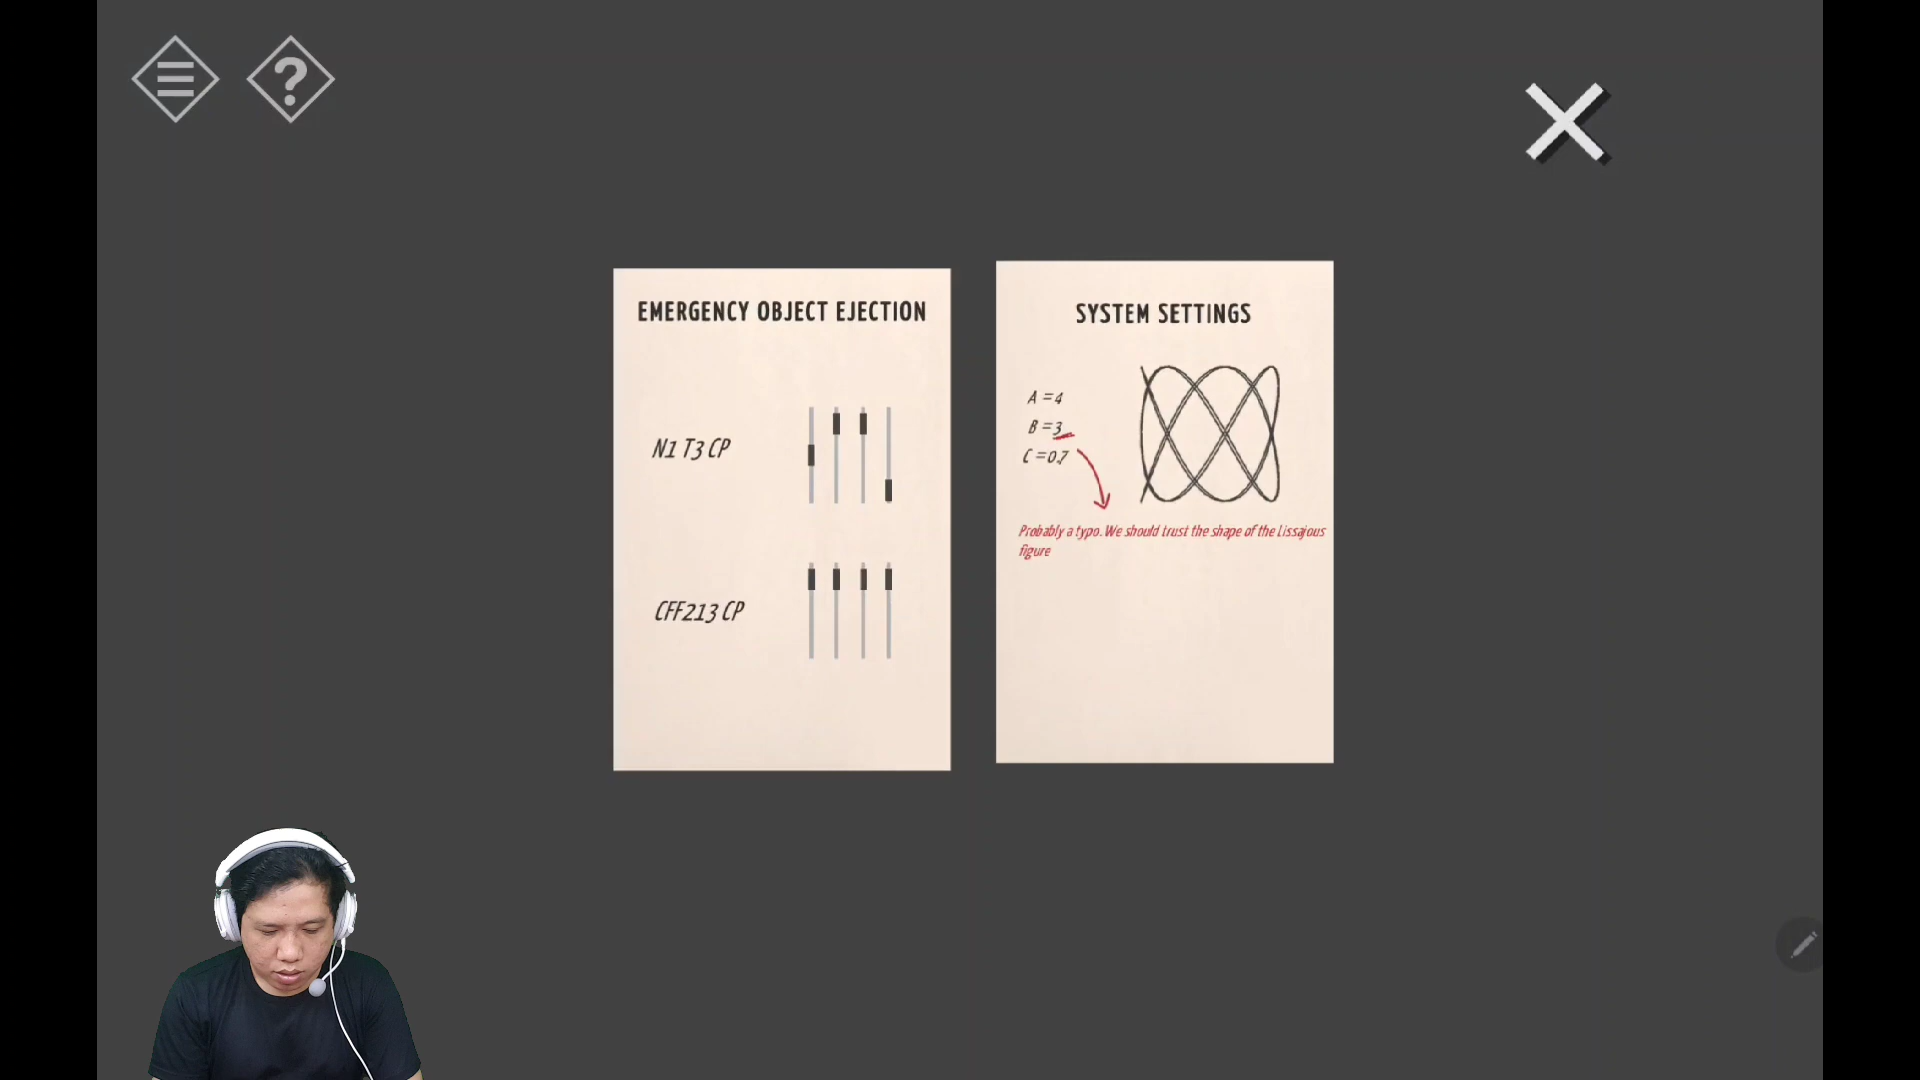 ?
EMERGENCY OBJECT EJECTION
N1 T3 CP
CFF213 CP
SYSTEM SETTINGS
A = 4
B = 3
C = 0.7
Probably a typo. We should trust the shape of the Lissajous
figure